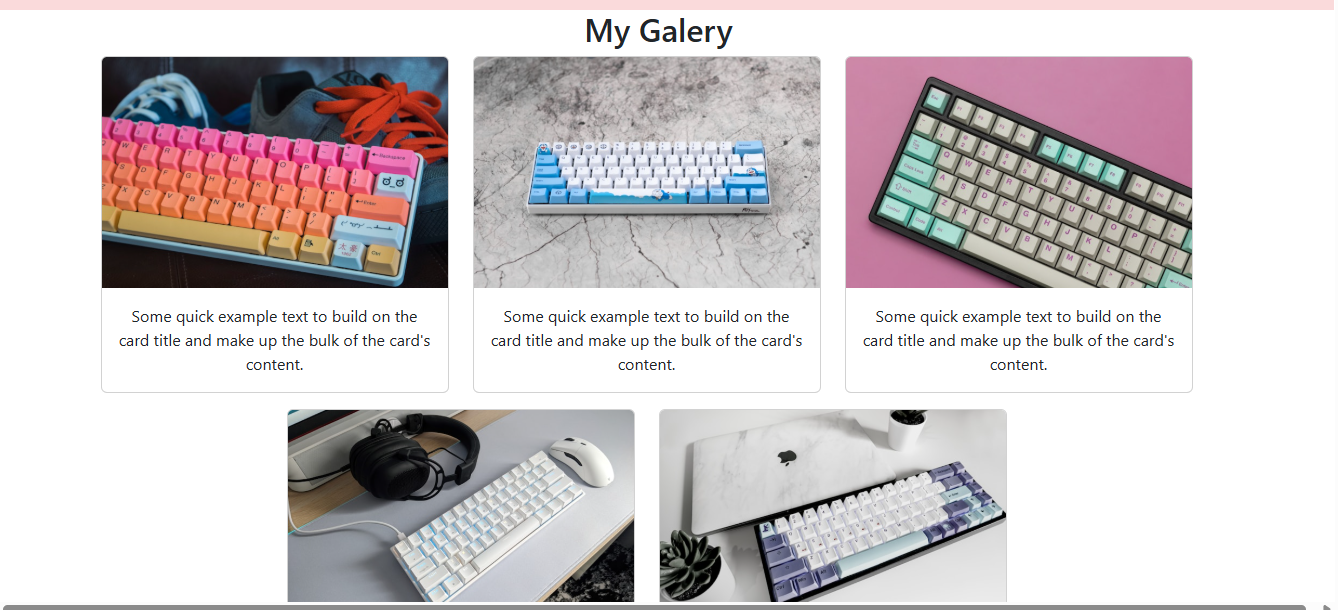 My Galery
Some quick example text to build on the
card title and make up the bulk of the card's
content.
Some quick example text to build on the
card title and make up the bulk of the card's
content.
Some quick example text to build on the
card title and make up the bulk of the card's
content.